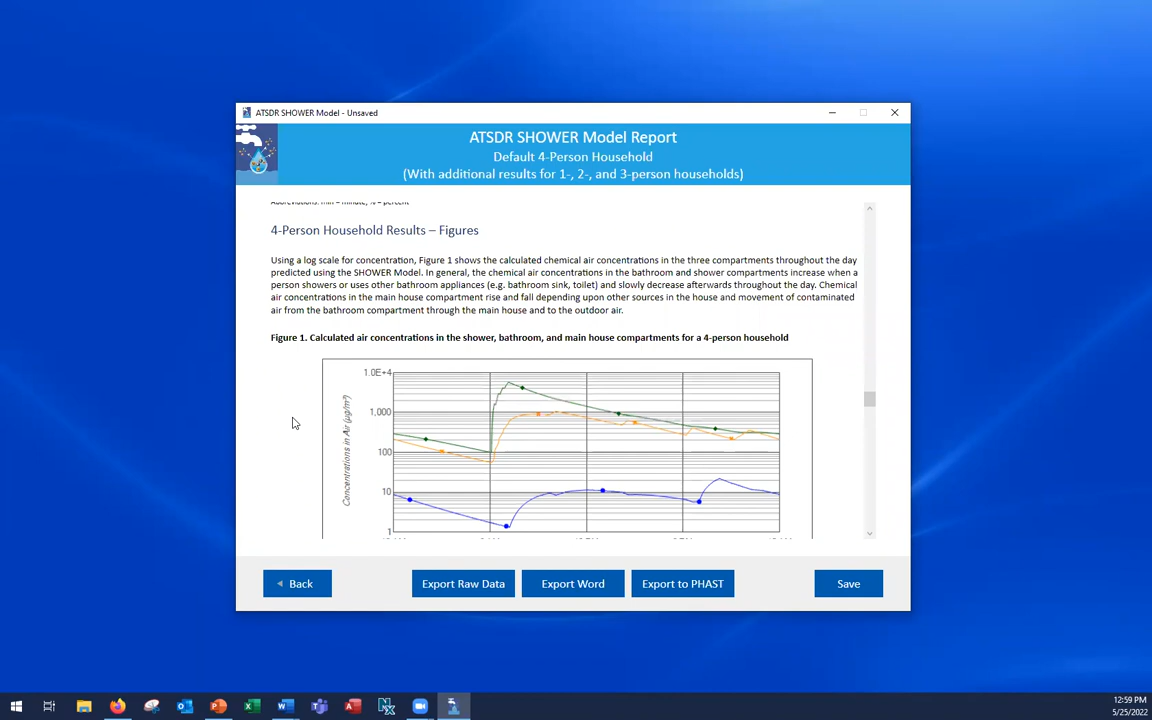 ATSDR SHOWER Model - Unsaved
ATSDR SHOWER Model Report
Default 4-Person Household
(With additional results for 1-, 2-, and 3-person households)
4-Person Household Results – Figures
Using a log scale for concentration, Figure 1 shows the calculated chemical air concentrations in the three compartments throughout the day
predicted using the SHOWER Model. In general, the chemical air concentrations in the bathroom and shower compartments increase when a
person showers or uses other bathroom appliances (e.g. bathroom sink, toilet) and slowly decrease afterwards throughout the day. Chemical
air concentrations in the main house compartment rise and fall depending upon other sources in the house and movement of contaminated
air from the bathroom compartment through the main house and to the outdoor air.
Figure 1. Calculated air concentrations in the shower, bathroom, and main house compartments for a 4-person household
1.0E+4
1,000
100
10
1
Concentrations in Air (µg/m³)
Back
Export Raw Data
Export Word
Export to PHAST
Save
12:59 PM
5/25/2022